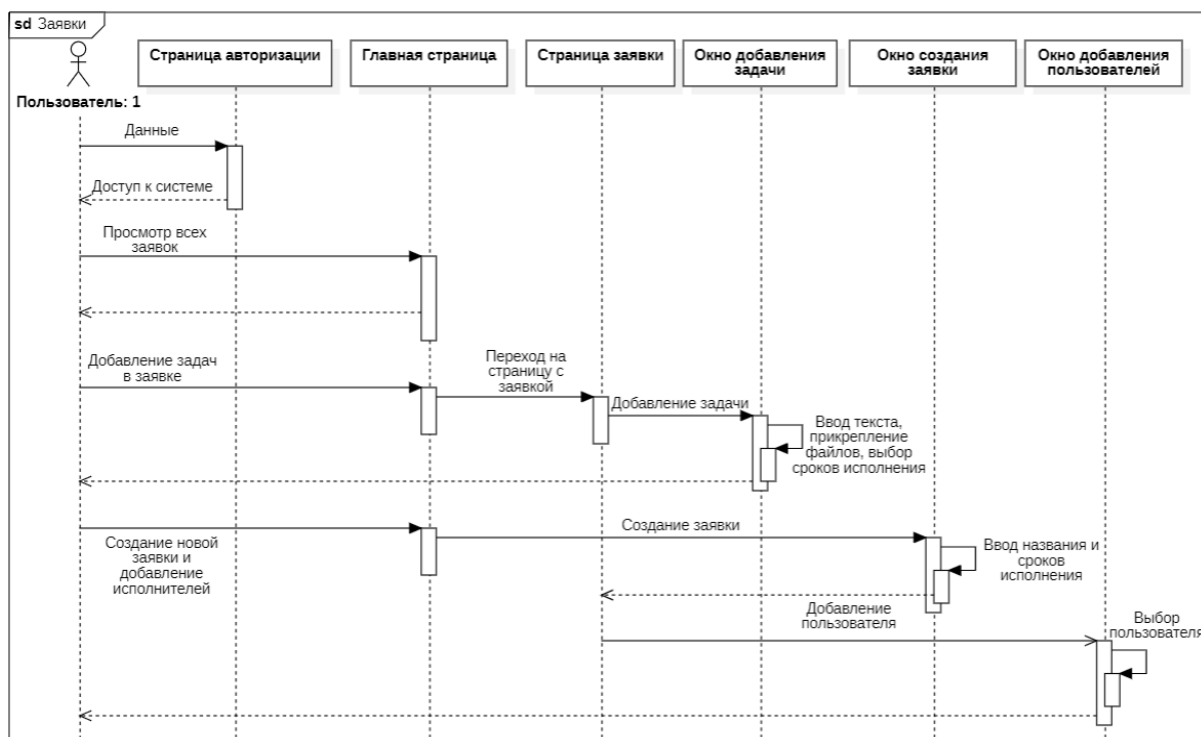 sd Заявки
Страница авторизации
Главная страница
Страница заявки
Окно добавления
задачи
Окно создания
заявки
Окно добавления
пользователей
Пользователь: 1
Данные
Доступ к системе
Просмотр всех
заявок
Добавление задач
в заявке
Переход на
страницу с
заявкой
Добавление задачи
Ввод текста,
прикрепление
файлов, выбор
сроков исполнения
Создание новой
заявки и
добавление
исполнителей
Создание заявки
Ввод названия и
сроков
исполнения
Добавление
пользователя
Выбор
пользователя